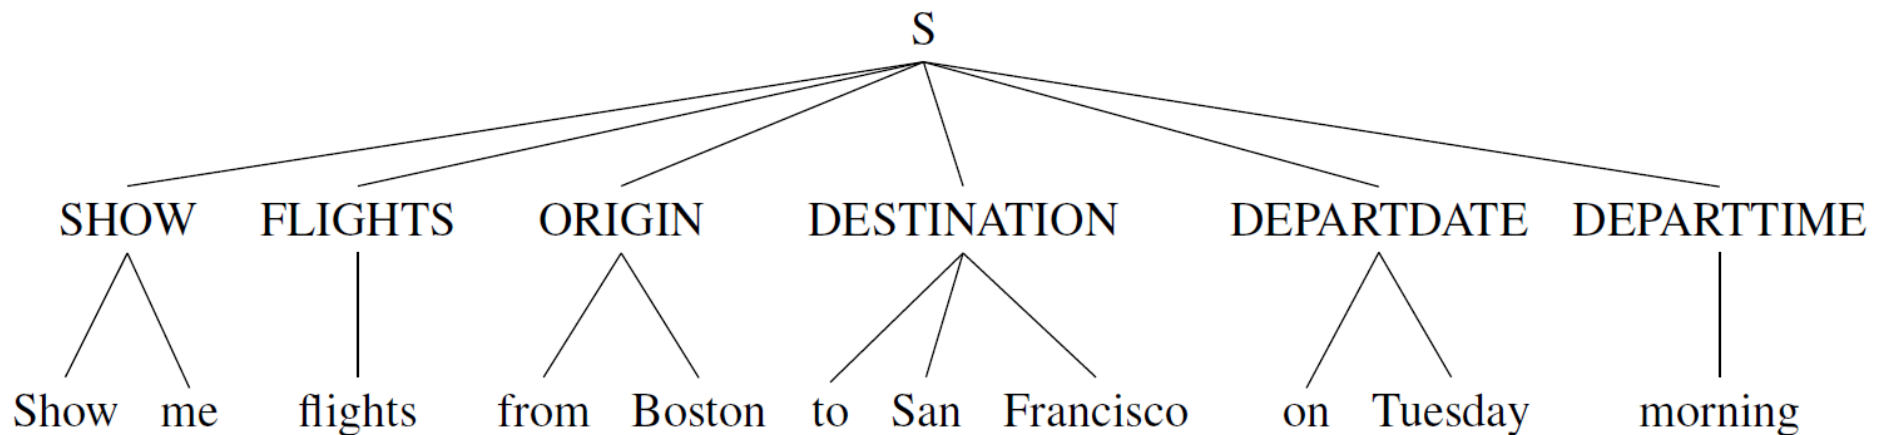 S
SHOW FLIGHTS ORIGIN DESTINATION DEPARTDATE DEPARTTIME
Show me flights from Boston to San Francisco on Tuesday morning